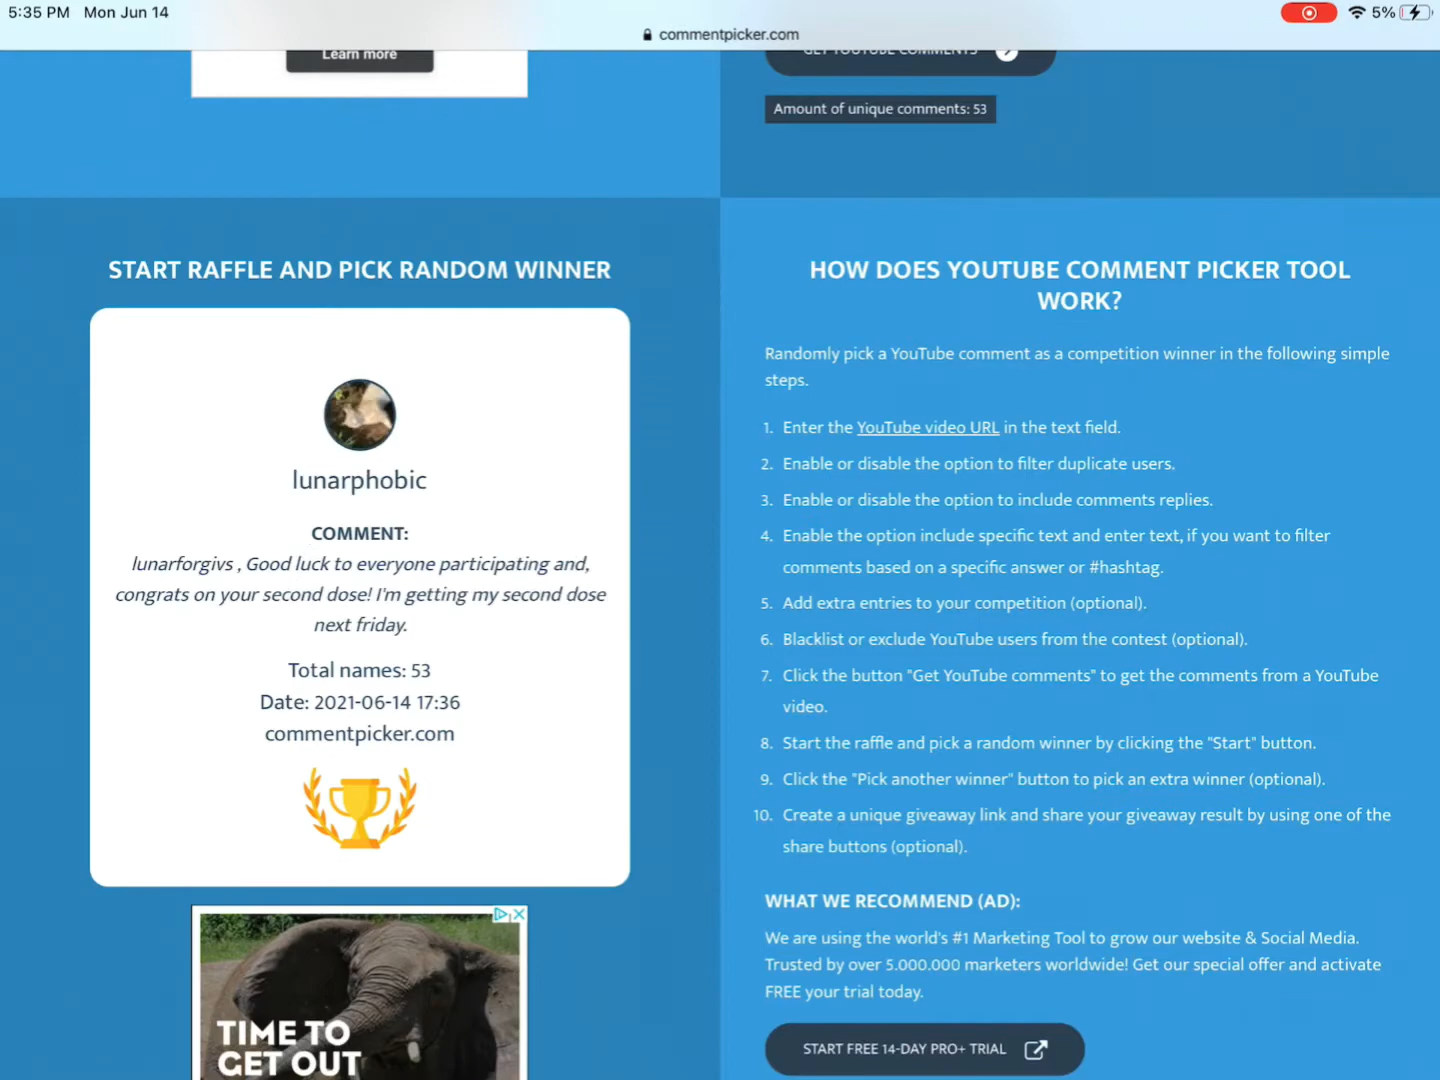 5:35 PM Mon Jun 14
5%
commentpicker.com
Learn more
GET YOUTUBE COMMENTS
Amount of unique comments: 53
START RAFFLE AND PICK RANDOM WINNER
lunarphobic
COMMENT:
lunarforgivs , Good luck to everyone participating and,
congrats on your second dose! I'm getting my second dose
next friday.
Total names: 53
Date: 2021-06-14 17:36
commentpicker.com
TIME TO
GET OUT
HOW DOES YOUTUBE COMMENT PICKER TOOL
WORK?
Randomly pick a YouTube comment as a competition winner in the following simple
steps.
1. Enter the YouTube video URL in the text field.
2. Enable or disable the option to filter duplicate users.
3. Enable or disable the option to include comments replies.
4. Enable the option include specific text and enter text, if you want to filter
comments based on a specific answer or #hashtag.
5. Add extra entries to your competition (optional).
6. Blacklist or exclude YouTube users from the contest (optional).
7. Click the button "Get YouTube comments" to get the comments from a YouTube
video.
8. Start the raffle and pick a random winner by clicking the "Start" button.
9. Click the "Pick another winner" button to pick an extra winner (optional).
10. Create a unique giveaway link and share your giveaway result by using one of the
share buttons (optional).
WHAT WE RECOMMEND (AD):
We are using the world's #1 Marketing Tool to grow our website & Social Media.
Trusted by over 5.000.000 marketers worldwide! Get our special offer and activate
FREE your trial today.
START FREE 14-DAY PRO+ TRIAL